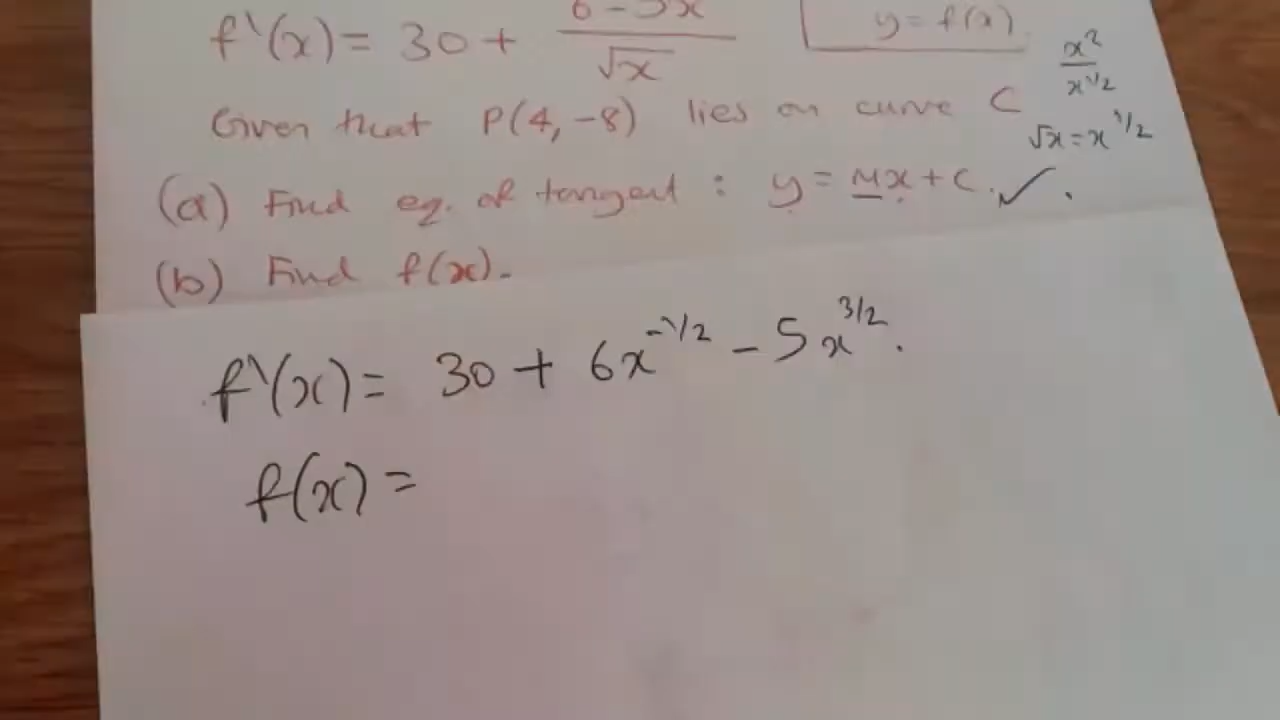 f'(x) = 30 + 6 - 5x / √x
y = f(x)
x² / x^1/2
Given that P(4, -8) lies on curve C
√x = x^1/2
(a) Find eq. of tangent : y = mx + c. ✓.
(b) Find f(x).
f'(x) = 30 + 6x^-1/2 - 5x^3/2.
f(x) =